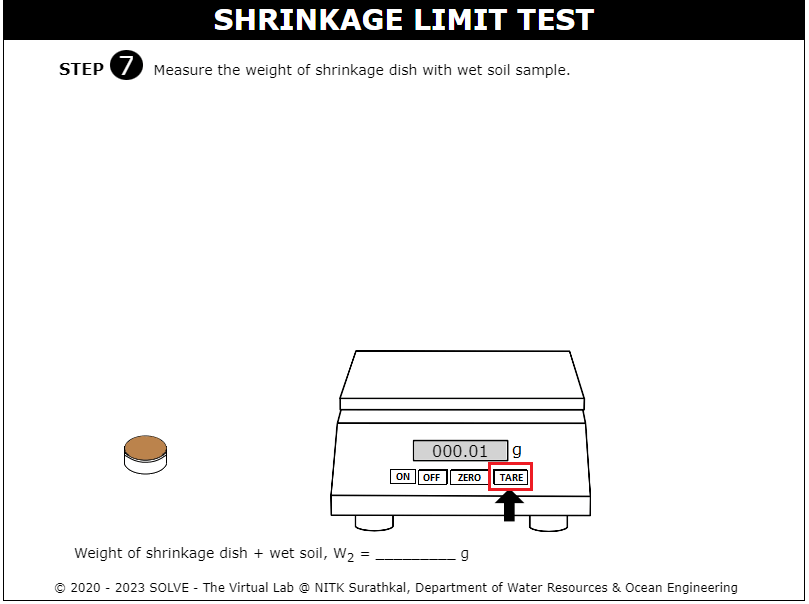 SHRINKAGE LIMIT TEST
STEP 7 Measure the weight of shrinkage dish with wet soil sample.
000.01 g
ON OFF ZERO TARE
Weight of shrinkage dish + wet soil, W2 = _________ g
© 2020 - 2023 SOLVE - The Virtual Lab @ NITK Surathkal, Department of Water Resources & Ocean Engineering